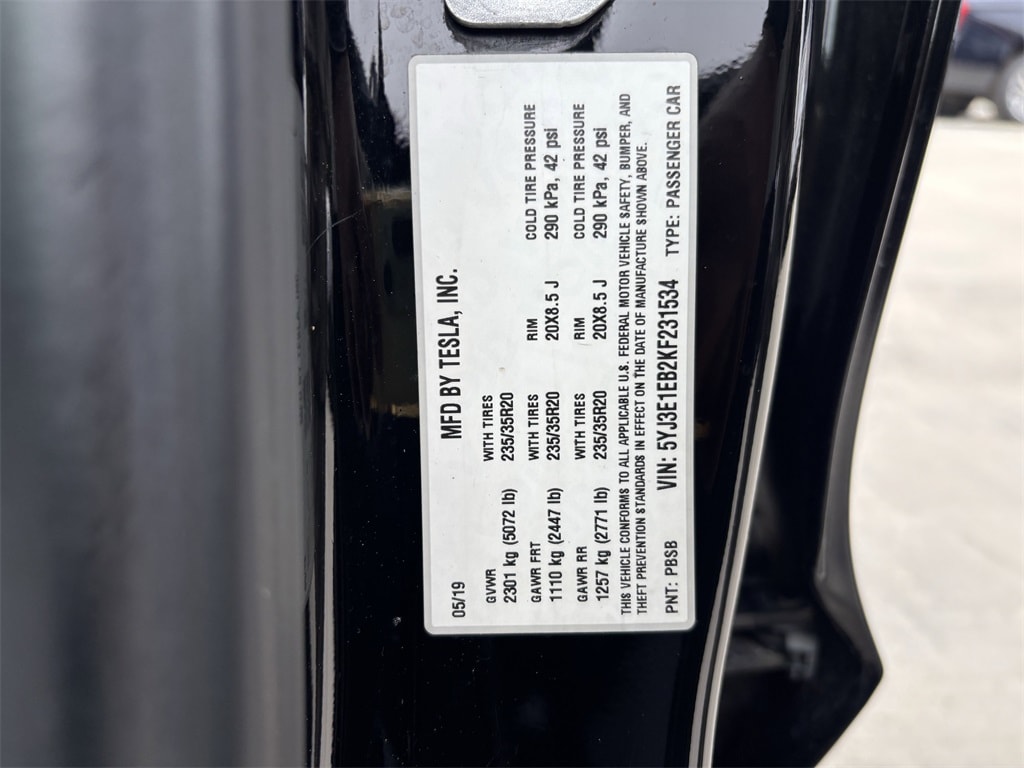 05/19 MFD BY TESLA, INC.
GVWR WITH TIRES
2301 kg (5072 lb) 235/35R20
GAWR FRT WITH TIRES RIM COLD TIRE PRESSURE
1110 kg (2447 lb) 235/35R20 20X8.5 J 290 kPa, 42 psi
GAWR RR WITH TIRES RIM COLD TIRE PRESSURE
1257 kg (2771 lb) 235/35R20 20X8.5 J 290 kPa, 42 psi
THIS VEHICLE CONFORMS TO ALL APPLICABLE U.S. FEDERAL MOTOR VEHICLE SAFETY, BUMPER, AND
THEFT PREVENTION STANDARDS IN EFFECT ON THE DATE OF MANUFACTURE SHOWN ABOVE.
PNT: PBSB VIN: 5YJ3E1EB2KF231534 TYPE: PASSENGER CAR